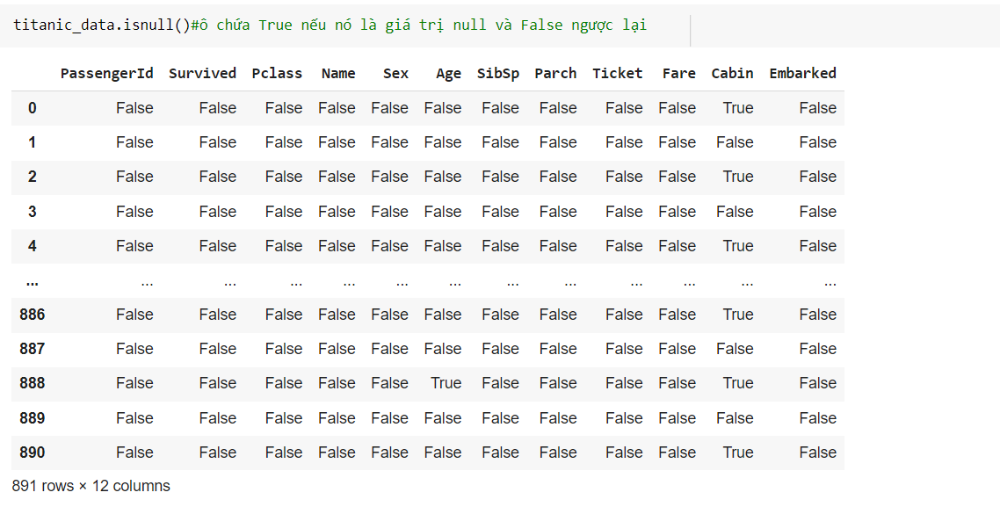 titanic_data.isnull()#ô chứa True nếu nó là giá trị null và False ngược lại
PassengerId Survived Pclass Name Sex Age SibSp Parch Ticket Fare Cabin Embarked
0 False False False False False False False False False False True False
1 False False False False False False False False False False False False
2 False False False False False False False False False False True False
3 False False False False False False False False False False False False
4 False False False False False False False False False False True False
... ... ... ... ... ... ... ... ... ... ... ... ...
886 False False False False False False False False False False True False
887 False False False False False False False False False False False False
888 False False False False False True False False False False True False
889 False False False False False False False False False False False False
890 False False False False False False False False False False True False
891 rows × 12 columns